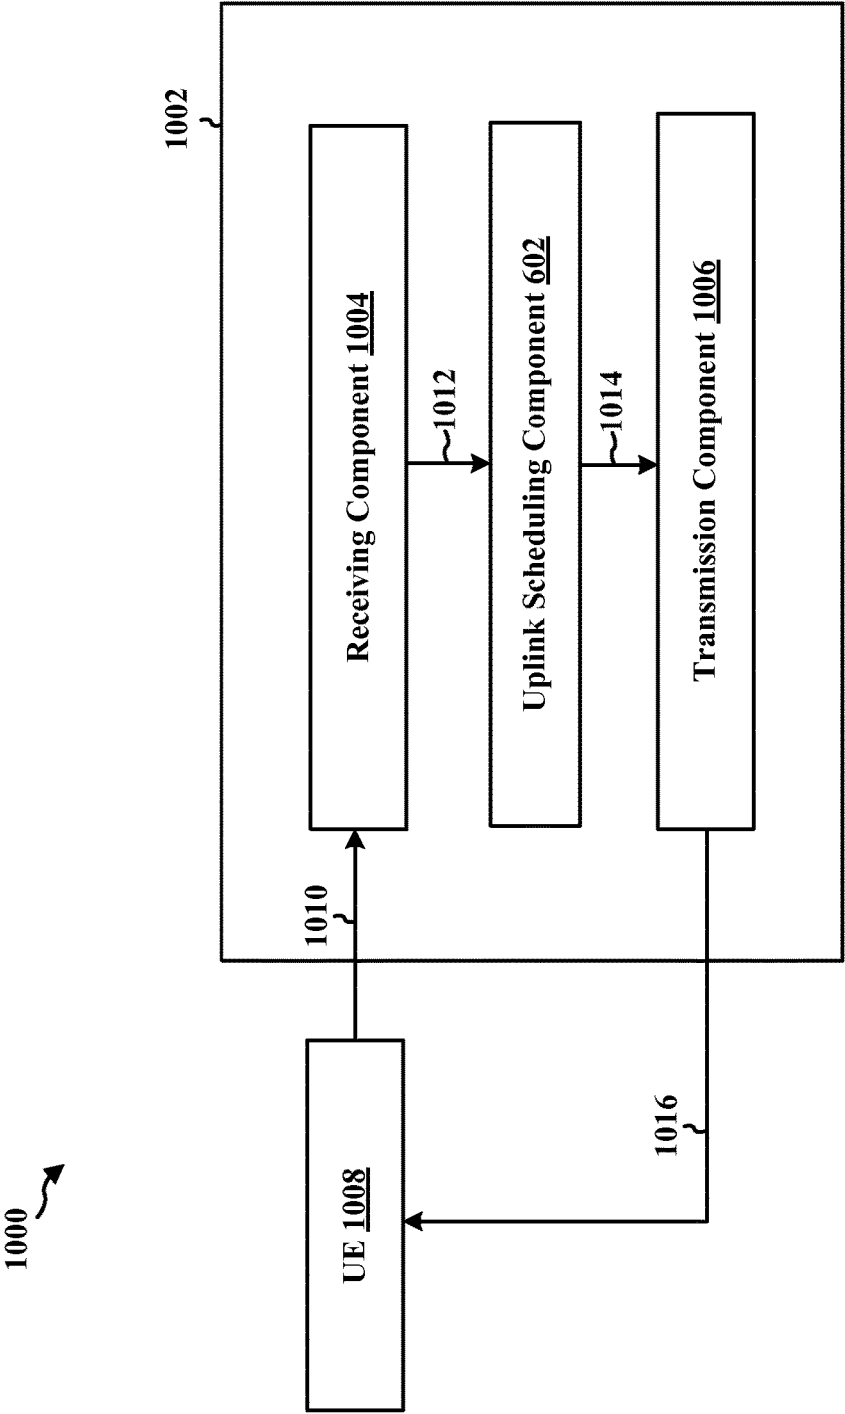 1000
1002
UE 1008
1010
Receiving Component 1004
1012
Uplink Scheduling Component 602
1014
Transmission Component 1006
1016